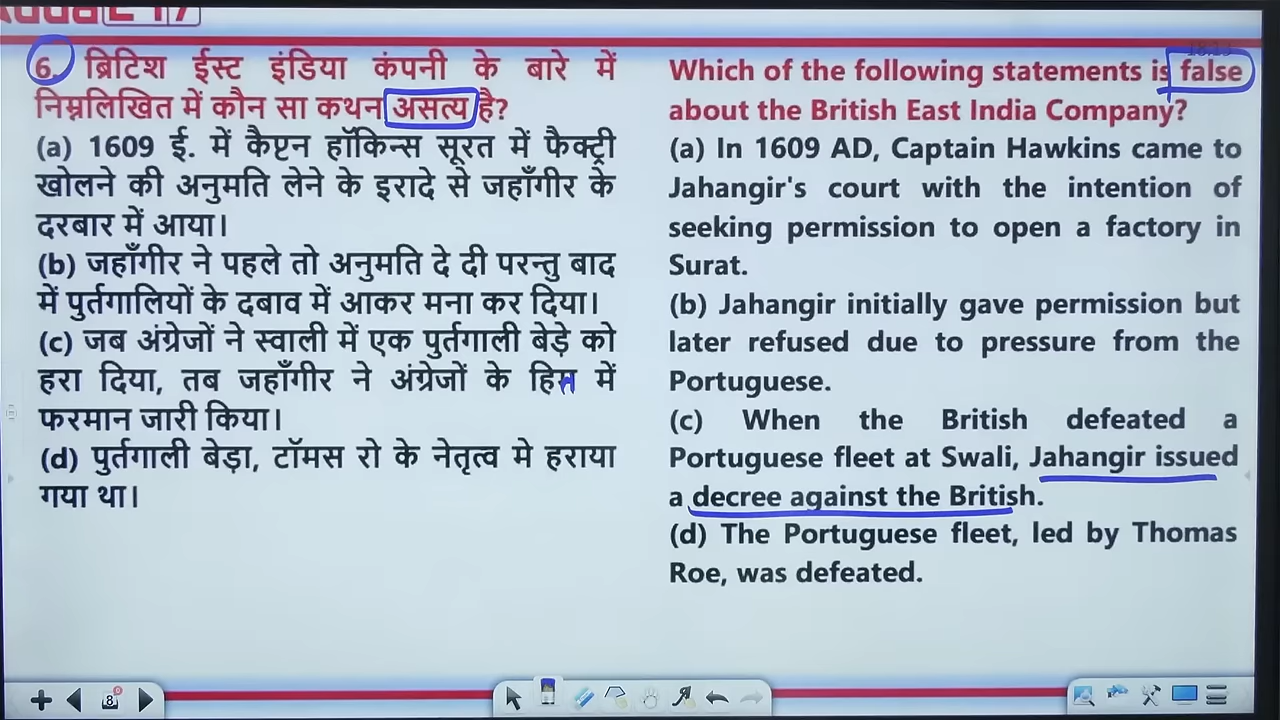 6. ब्रिटिश ईस्ट इंडिया कंपनी के बारे में
निम्नलिखित में कौन सा कथन असत्य है?
(a) 1609 ई. में कैप्टन हॉकिन्स सूरत में फैक्ट्री
खोलने की अनुमति लेने के इरादे से जहाँगीर के
दरबार में आया।
(b) जहाँगीर ने पहले तो अनुमति दे दी परन्तु बाद
में पुर्तगालियों के दबाव में आकर मना कर दिया।
(c) जब अंग्रेजों ने स्वाली में एक पुर्तगाली बेड़े को
हरा दिया, तब जहाँगीर ने अंग्रेजों के हित में
फरमान जारी किया।
(d) पुर्तगाली बेड़ा, टॉमस रो के नेतृत्व मे हराया
गया था।
Which of the following statements is false
about the British East India Company?
(a) In 1609 AD, Captain Hawkins came to
Jahangir's court with the intention of
seeking permission to open a factory in
Surat.
(b) Jahangir initially gave permission but
later refused due to pressure from the
Portuguese.
(c) When the British defeated a
Portuguese fleet at Swali, Jahangir issued
a decree against the British.
(d) The Portuguese fleet, led by Thomas
Roe, was defeated.
8